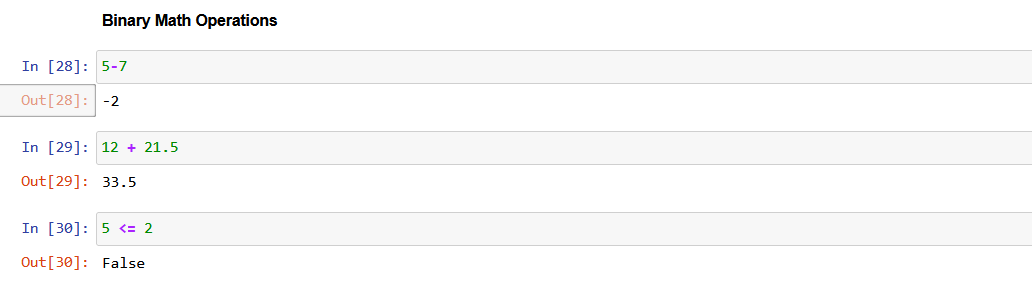 Binary Math Operations
In [28]: 5-7
Out[28]: -2
In [29]: 12 + 21.5
Out[29]: 33.5
In [30]: 5 <= 2
Out[30]: False